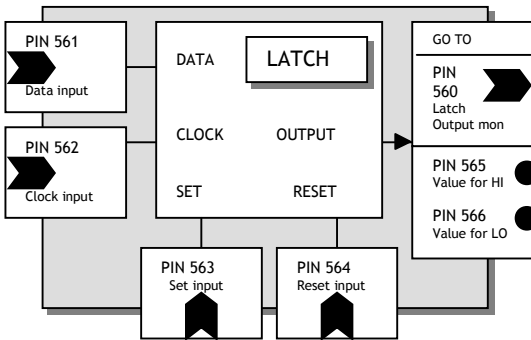 PIN 561
Data input
PIN 562
Clock input
DATA
LATCH
CLOCK
OUTPUT
SET
RESET
GO TO
PIN
560
Latch
Output mon
PIN 565
Value for HI
PIN 566
Value for LO
PIN 563
Set input
PIN 564
Reset input